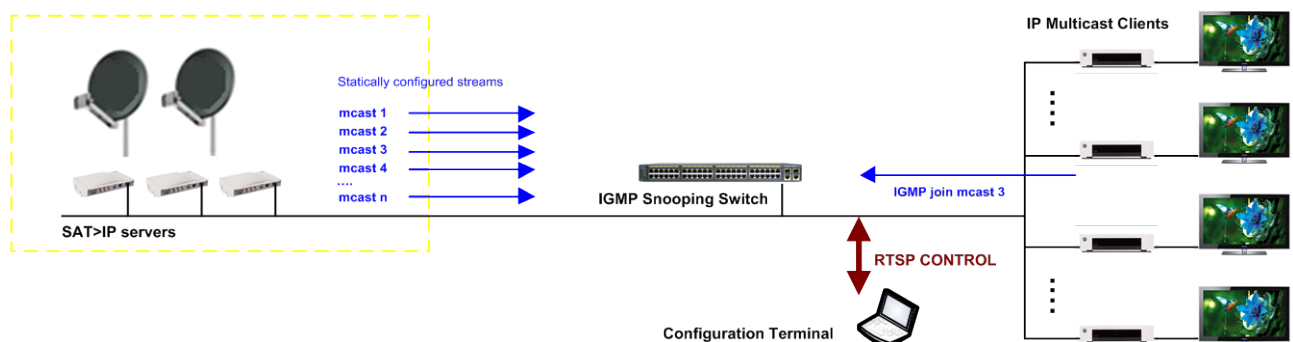 IP Multicast Clients
Statically configured streams
mcast 1
mcast 2
mcast 3
mcast 4
....
mcast n
IGMP join mcast 3
IGMP Snooping Switch
SAT>IP servers
RTSP CONTROL
Configuration Terminal